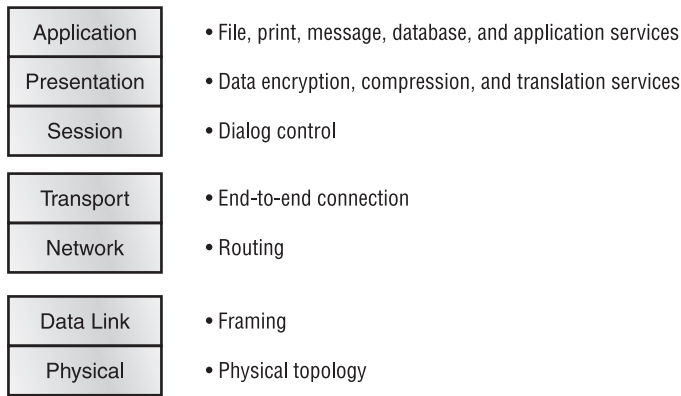 Application • File, print, message, database, and application services
Presentation • Data encryption, compression, and translation services
Session • Dialog control
Transport • End-to-end connection
Network • Routing
Data Link • Framing
Physical • Physical topology